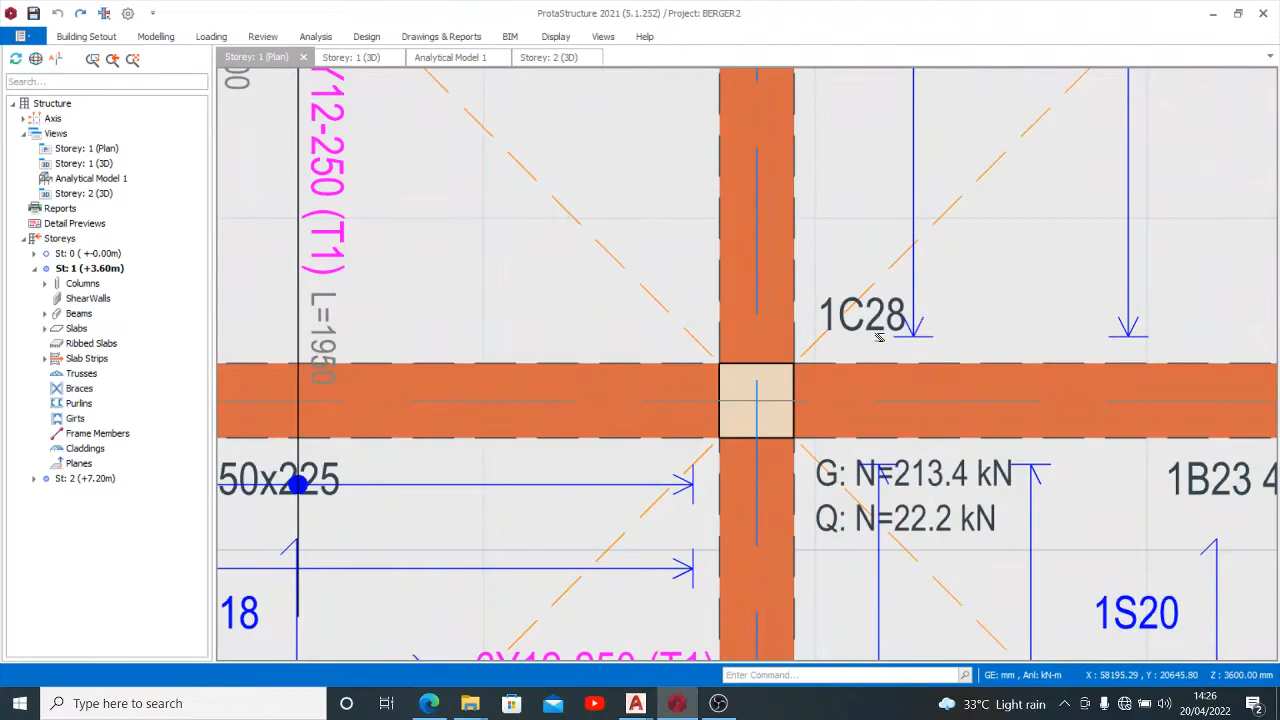 ProtaStructure 2021 (5.1.252) / Project: BERGER2
Building Setout
Modelling
Loading
Review
Analysis
Design
Drawings & Reports
BIM
Display
Views
Help
Storey: 1 (Plan)
Storey: 1 (3D)
Analytical Model 1
Storey: 2 (3D)
Search...
Structure
Axis
Views
Storey: 1 (Plan)
Storey: 1 (3D)
Analytical Model 1
Storey: 2 (3D)
Reports
Detail Previews
Storeys
St: 0 ( +-0.00m)
St: 1 (+3.60m)
Columns
ShearWalls
Beams
Slabs
Ribbed Slabs
Slab Strips
Trusses
Braces
Purlins
Girts
Frame Members
Claddings
Planes
St: 2 (+7.20m)
00
Y12-250 (T1)
L=1950
1C28
50x225
G: N=213.4 kN
Q: N=22.2 kN
1B23 4
18
1S20
Y12-250 (T1)
Enter Command...
GE: mm , Anl: kN-m
X : 58195.29 , Y : 20645.80
Z : 3600.00 mm
Type here to search
33°C Light rain
14:26
20/04/2022
2